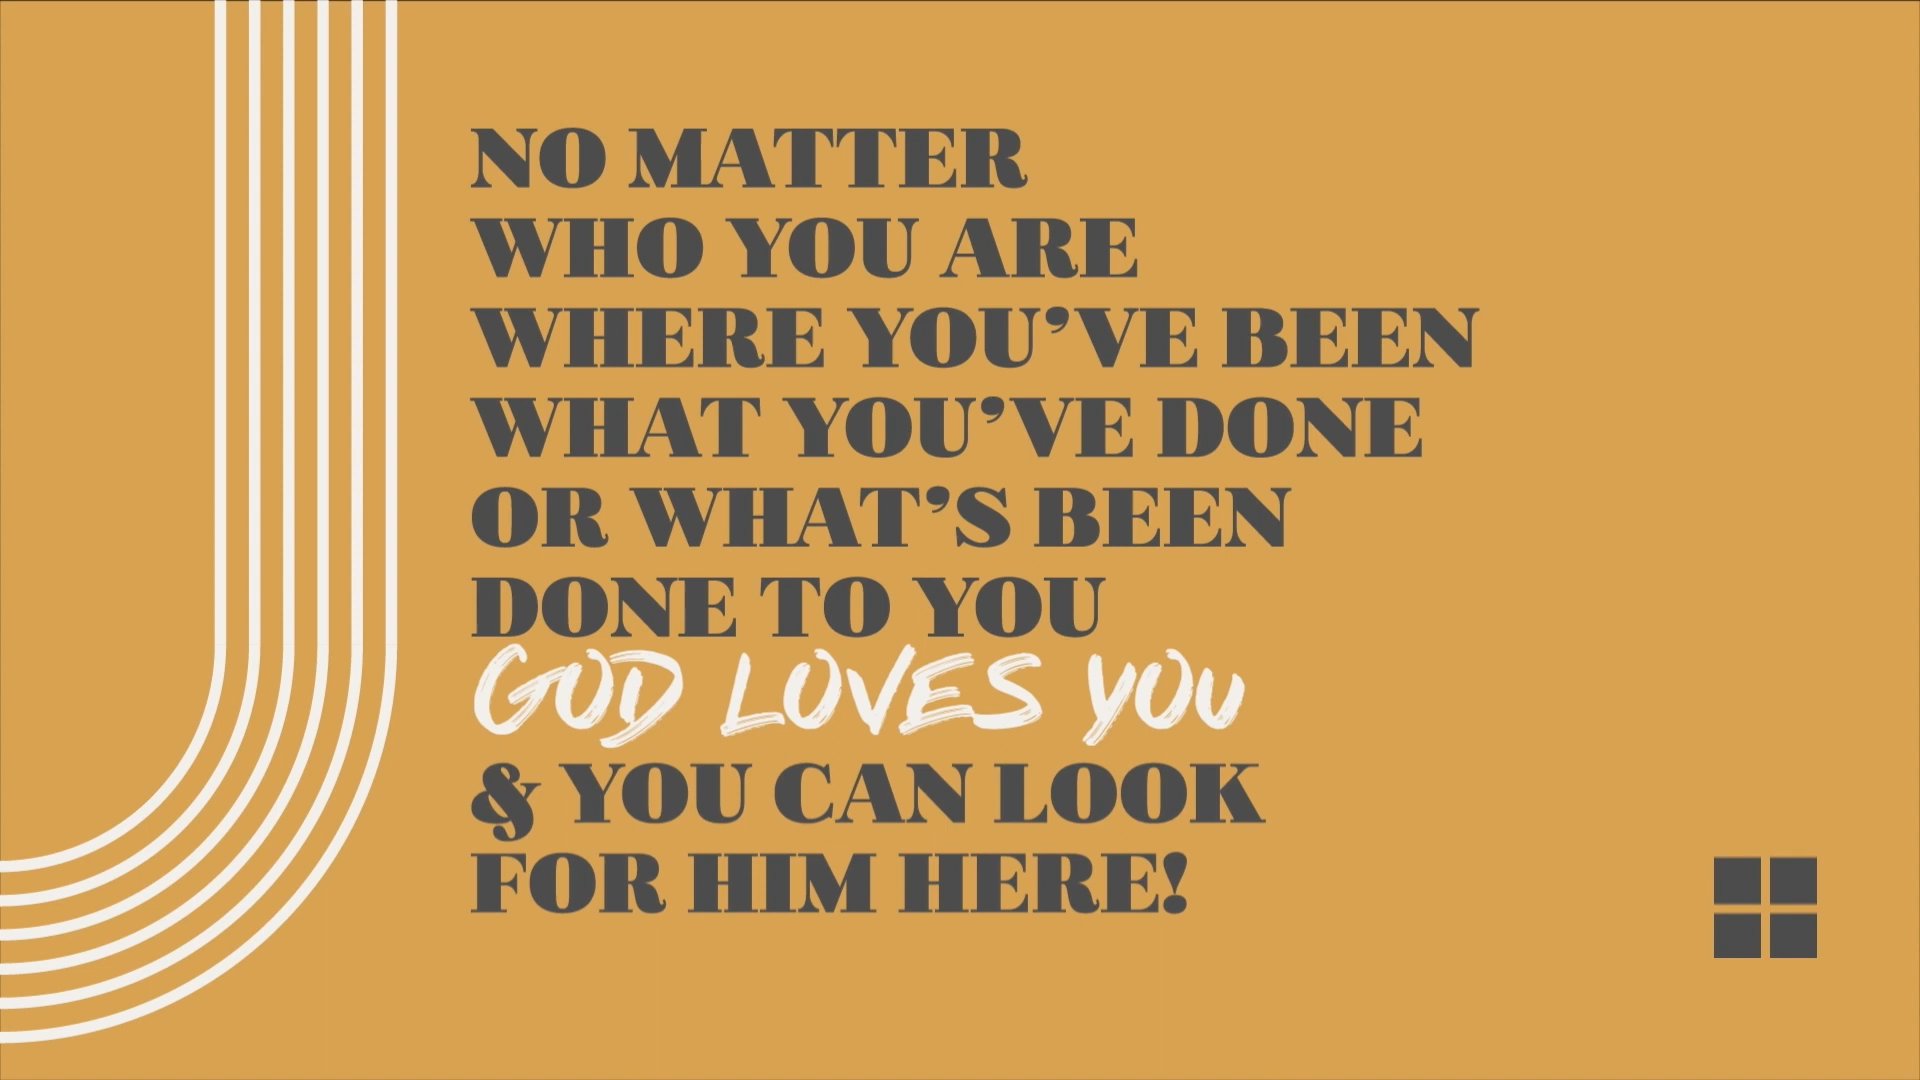 NO MATTER
WHO YOU ARE
WHERE YOU’VE BEEN
WHAT YOU’VE DONE
OR WHAT’S BEEN
DONE TO YOU
GOD LOVES YOU
& YOU CAN LOOK
FOR HIM HERE!